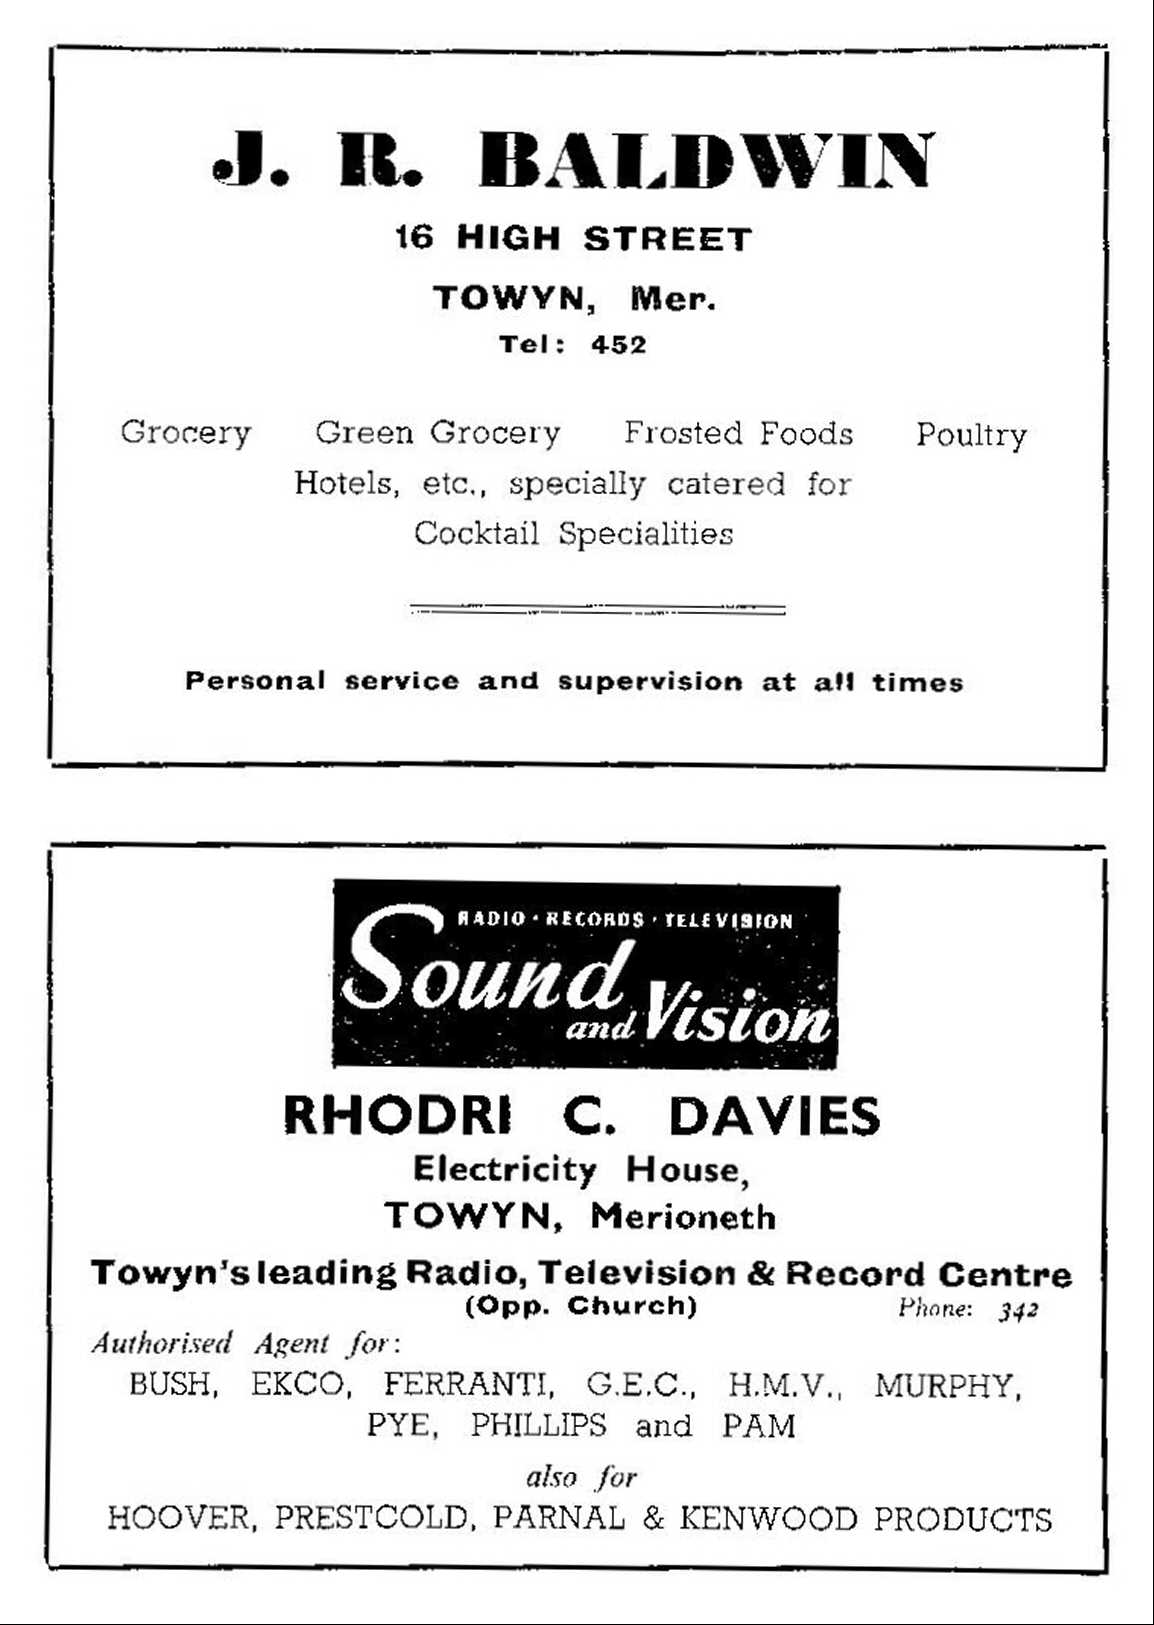 J. R. BALDWIN
16 HIGH STREET
TOWYN, Mer.
Tel: 452
Grocery Green Grocery Frosted Foods Poultry
Hotels, etc., specially catered for
Cocktail Specialities
Personal service and supervision at all times
RADIO · RECORDS · TELEVISION
Sound
and Vision
RHODRI C. DAVIES
Electricity House,
TOWYN, Merioneth
Towyn's leading Radio, Television & Record Centre
(Opp. Church) Phone: 342
Authorised Agent for:
BUSH, EKCO, FERRANTI, G.E.C., H.M.V., MURPHY,
PYE, PHILLIPS and PAM
also for
HOOVER, PRESTCOLD, PARNAL & KENWOOD PRODUCTS